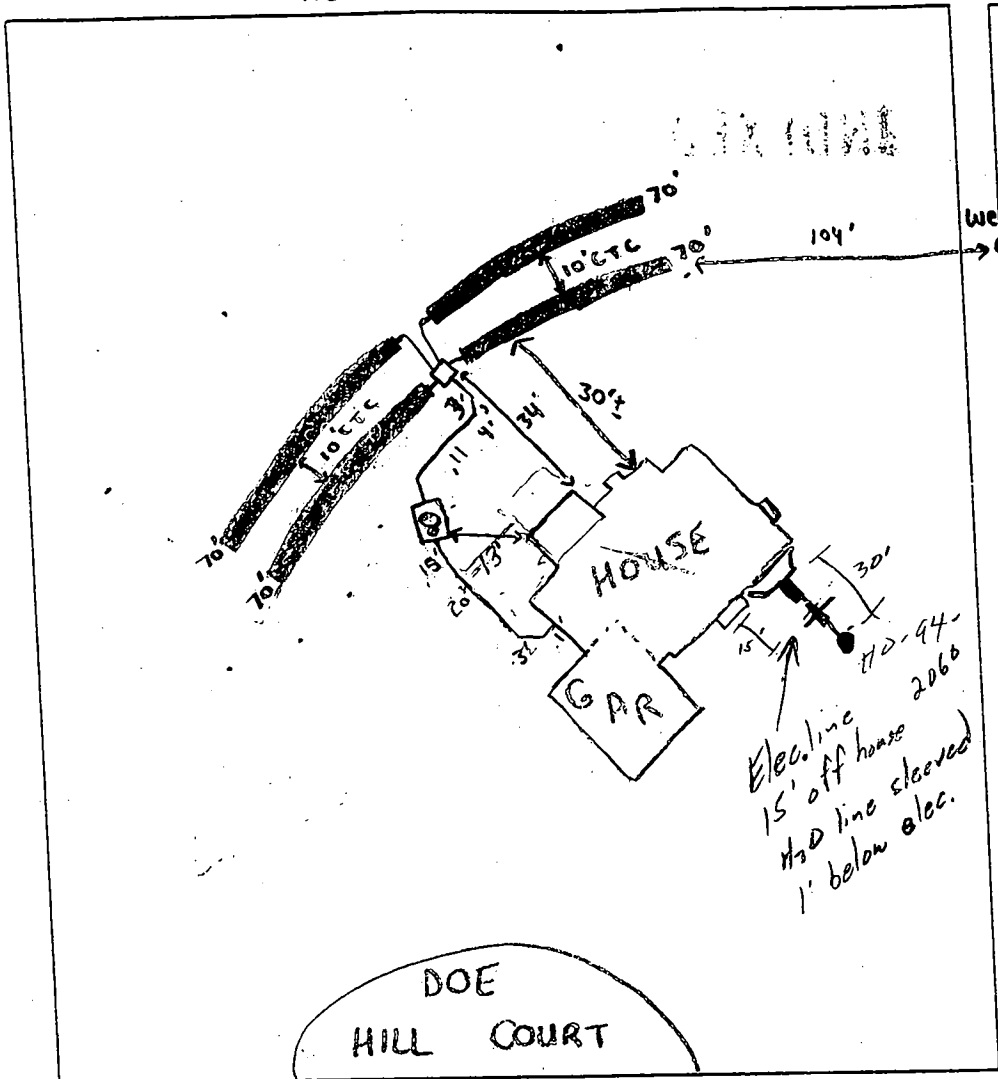 70'
10' CTC
70'
104'
We
30'±
34'
3'
4'
11
10' CTC
70'
70'
15'
13'
20'
HOUSE
30'
15'
HO-94-
2060
GAR
Elec. line
15' off house
H2O line sleeved
1' below elec.
DOE
HILL COURT